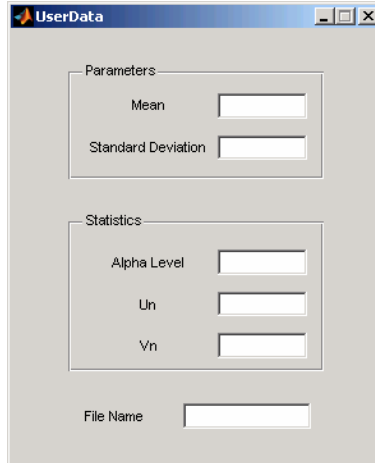 UserData
Parameters
Mean
Standard Deviation
Statistics
Alpha Level
Un
Vn
File Name